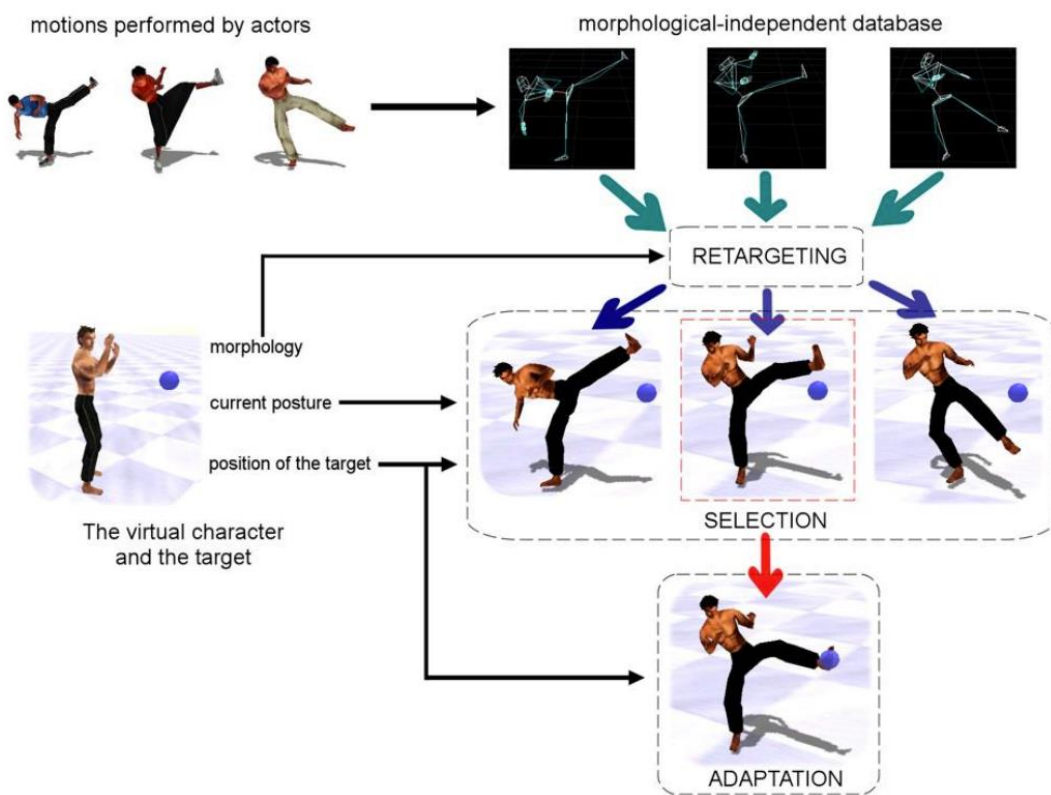 motions performed by actors
morphological-independent database
RETARGETING
morphology
current posture
position of the target
The virtual character
and the target
SELECTION
ADAPTATION